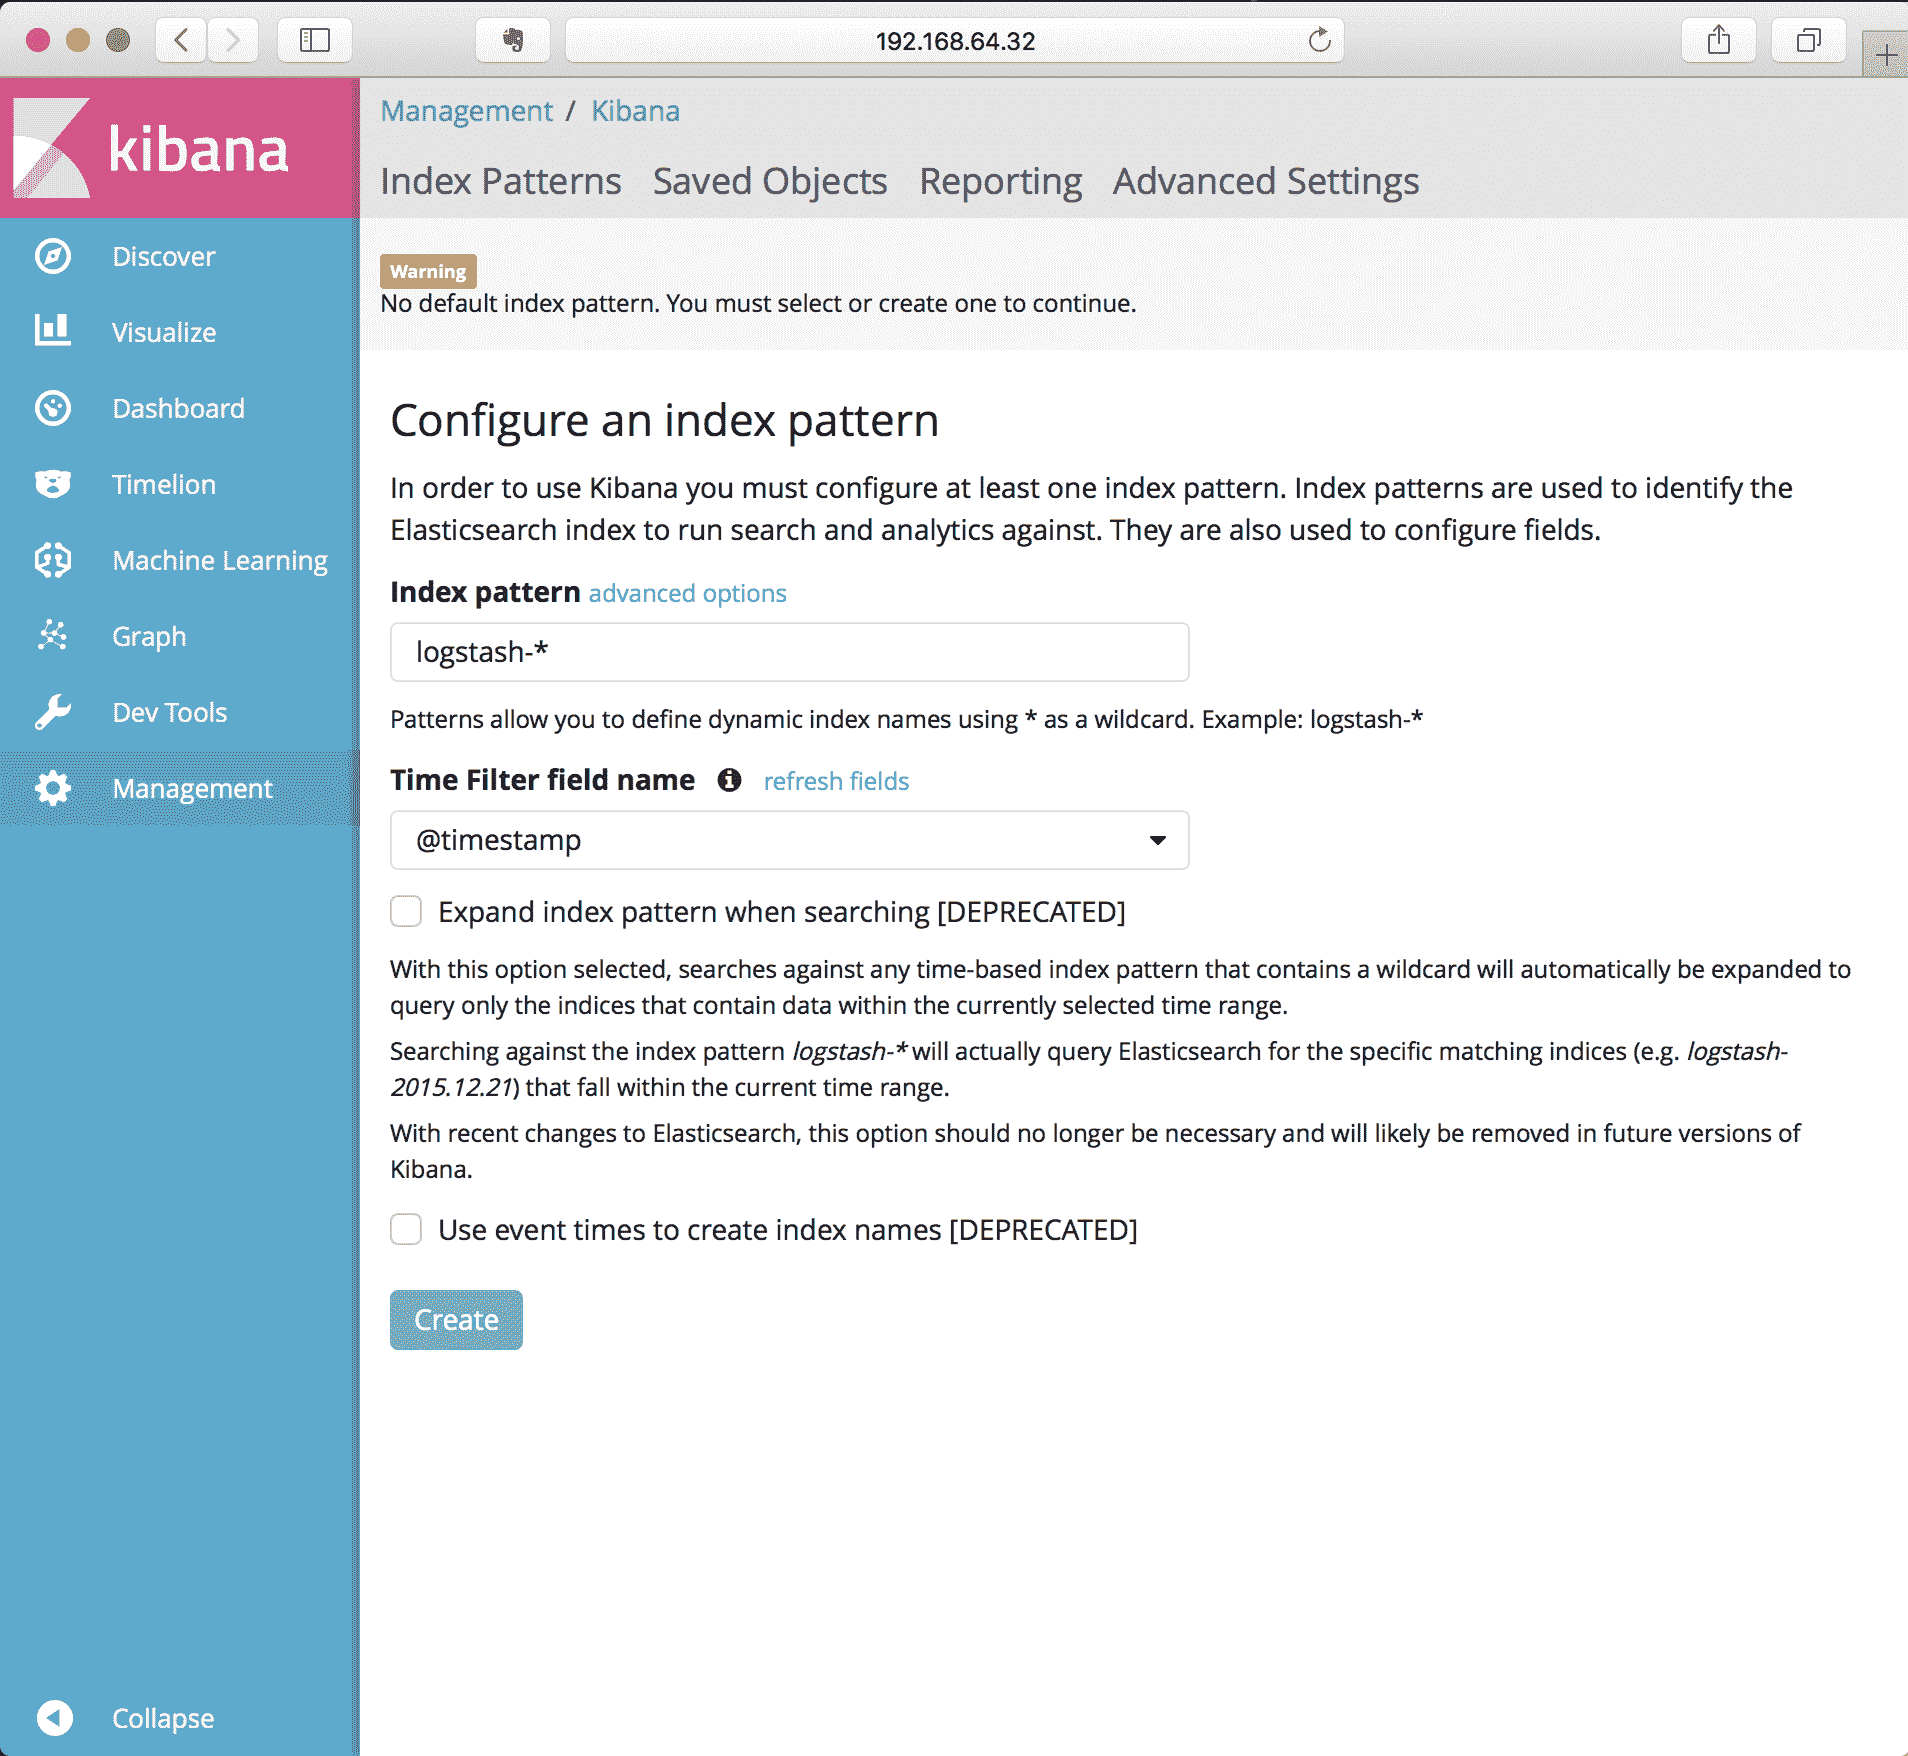 192.168.64.32
kibana
Management / Kibana
Index Patterns Saved Objects Reporting Advanced Settings
Discover
Visualize
Dashboard
Timelion
Machine Learning
Graph
Dev Tools
Management
Collapse
Warning
No default index pattern. You must select or create one to continue.
Configure an index pattern
In order to use Kibana you must configure at least one index pattern. Index patterns are used to identify the
Elasticsearch index to run search and analytics against. They are also used to configure fields.
Index pattern advanced options
logstash-*
Patterns allow you to define dynamic index names using * as a wildcard. Example: logstash-*
Time Filter field name refresh fields
@timestamp
Expand index pattern when searching [DEPRECATED]
With this option selected, searches against any time-based index pattern that contains a wildcard will automatically be expanded to
query only the indices that contain data within the currently selected time range.
Searching against the index pattern logstash-* will actually query Elasticsearch for the specific matching indices (e.g. logstash-
2015.12.21) that fall within the current time range.
With recent changes to Elasticsearch, this option should no longer be necessary and will likely be removed in future versions of
Kibana.
Use event times to create index names [DEPRECATED]
Create